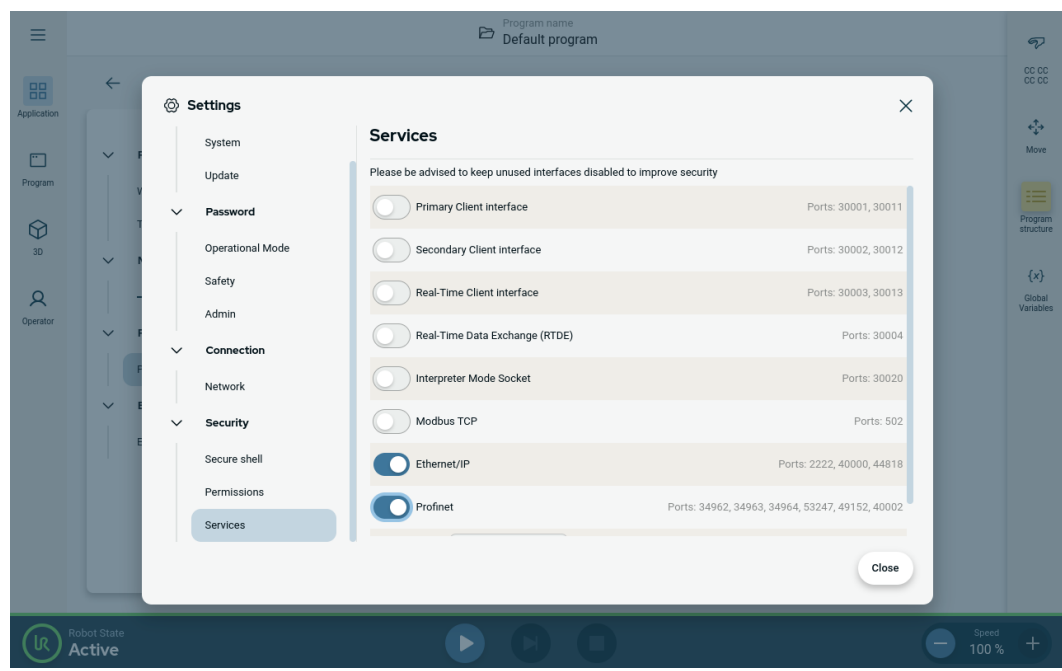 Program name
Default program
Application
Program
3D
Operator
Settings
System
Update
Password
Operational Mode
Safety
Admin
Connection
Network
Security
Secure shell
Permissions
Services
Services
Please be advised to keep unused interfaces disabled to improve security
Primary Client interface Ports: 30001, 30011
Secondary Client interface Ports: 30002, 30012
Real-Time Client interface Ports: 30003, 30013
Real-Time Data Exchange (RTDE) Ports: 30004
Interpreter Mode Socket Ports: 30020
Modbus TCP Ports: 502
Ethernet/IP Ports: 2222, 40000, 44818
Profinet Ports: 34962, 34963, 34964, 53247, 49152, 40002
Close
CC CC
CC CC
Move
Program
structure
{x}
Global
Variables
UR
Robot State
Active
Speed
100 %